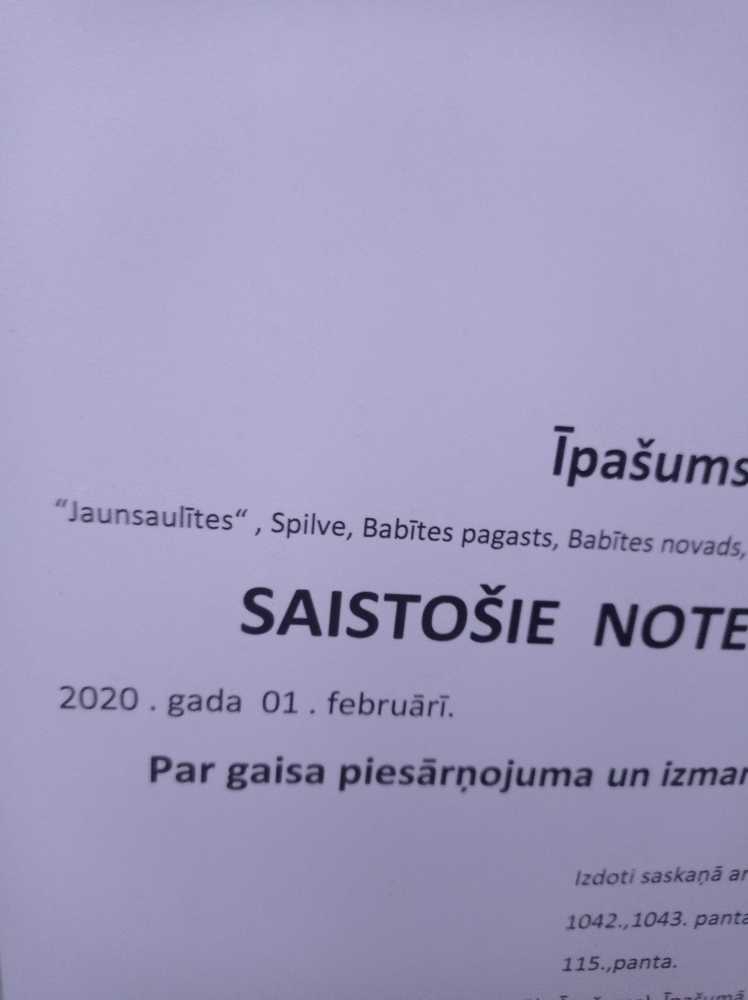 Īpašums
“Jaunsaulītes“ , Spilve, Babītes pagasts, Babītes novads,
SAISTOŠIE NOTE
2020 . gada 01 . februārī.
Par gaisa piesārņojuma un izmar
Izdoti saskaņā ar
1042.,1043. panta
115.,panta.